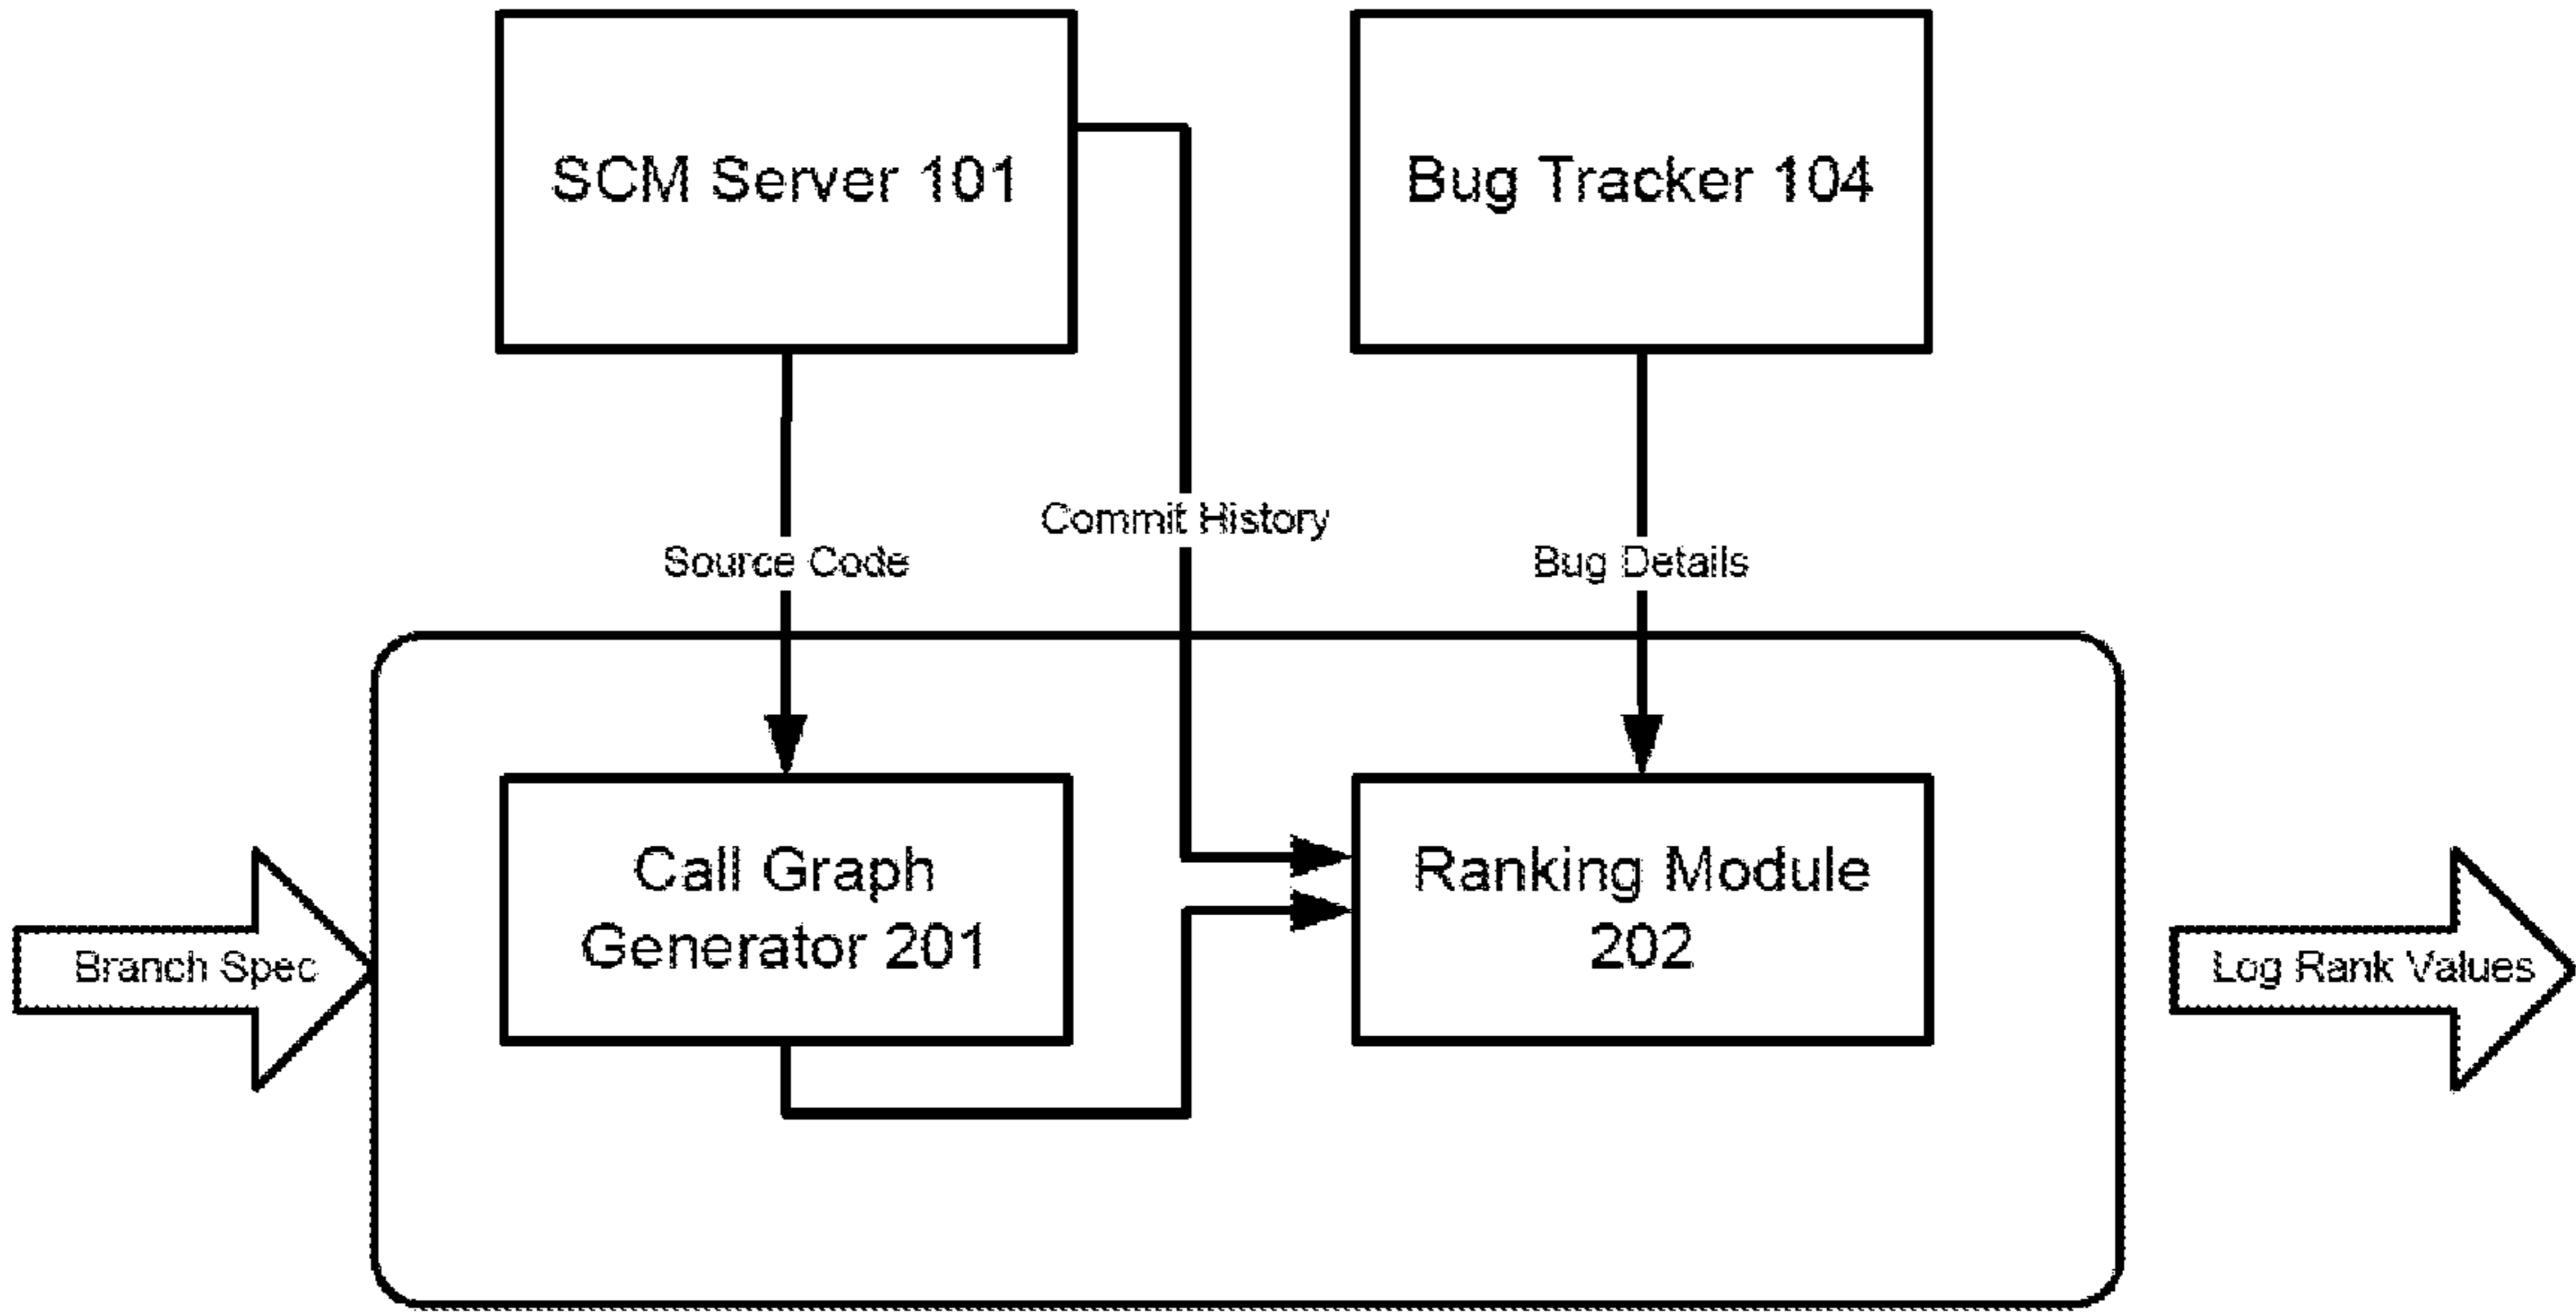 SCM Server 101
Bug Tracker 104
Commit History
Source Code
Bug Details
Call Graph
Generator 201
Ranking Module
202
Branch Spec
Log Rank Values